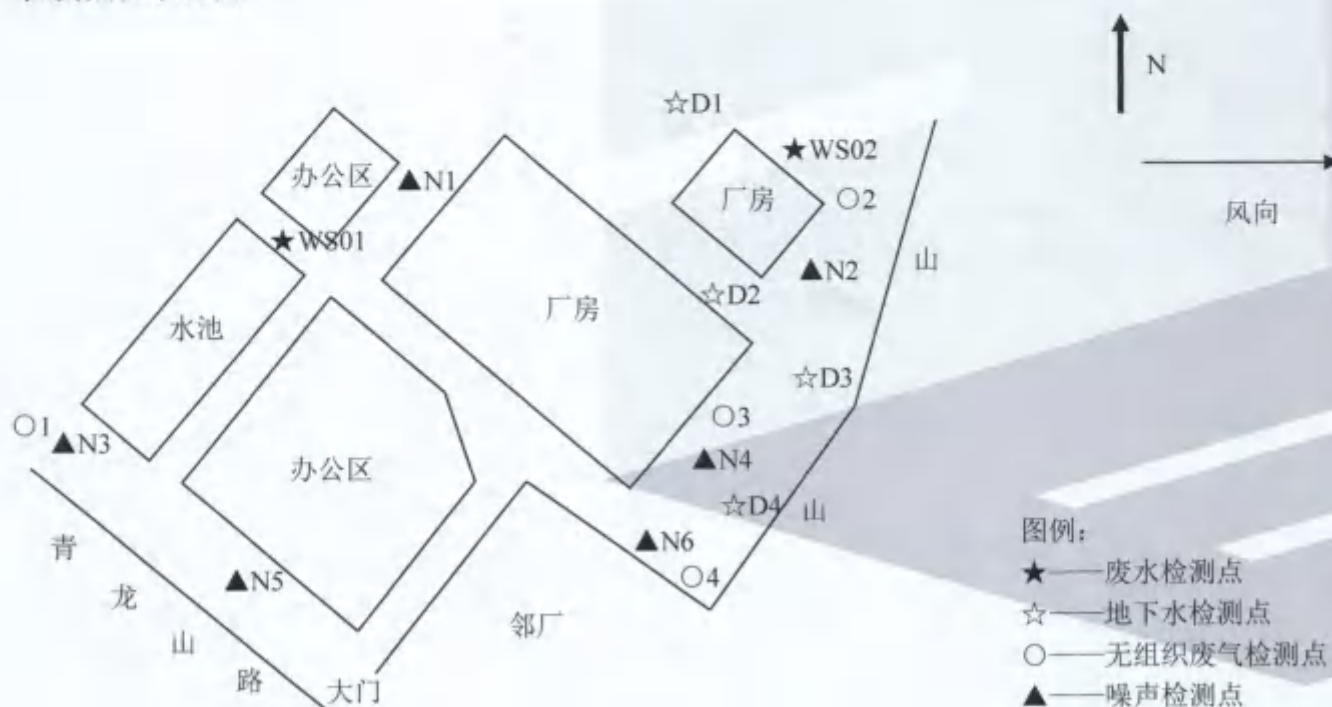 N
风向
☆D1
★WS02
办公区
▲N1
厂房
○2
★WS01
▲N2
山
☆D2
厂房
水池
☆D3
○1
▲N3
○3
▲N4
办公区
☆D4
山
▲N6
○4
▲N5
青龙山路
邻厂
大门
图例：
★——废水检测点
☆——地下水检测点
○——无组织废气检测点
▲——噪声检测点